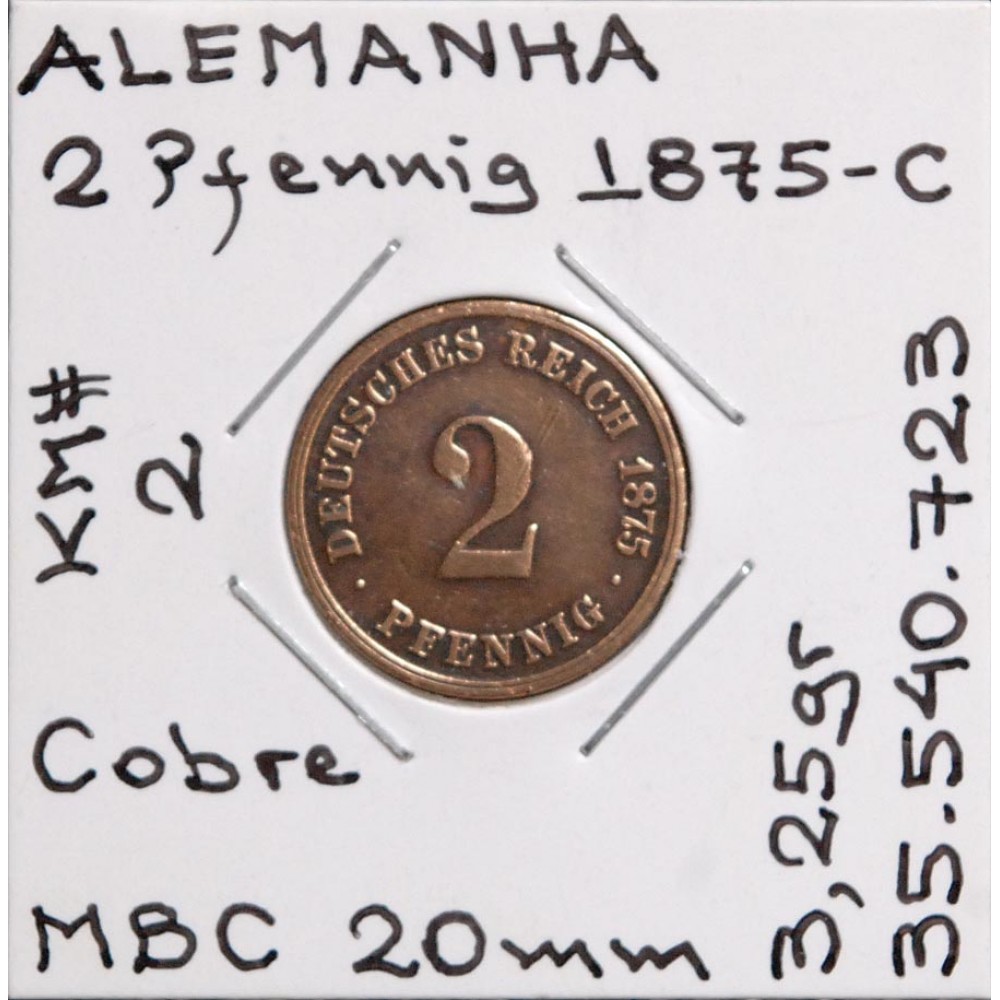 ALEMANHA
2 Pfennig 1875-C
KM#
2
DEUTSCHES REICH 1875
2
· PFENNIG ·
Cobre
MBC 20mm
3,25gr
35.540.723